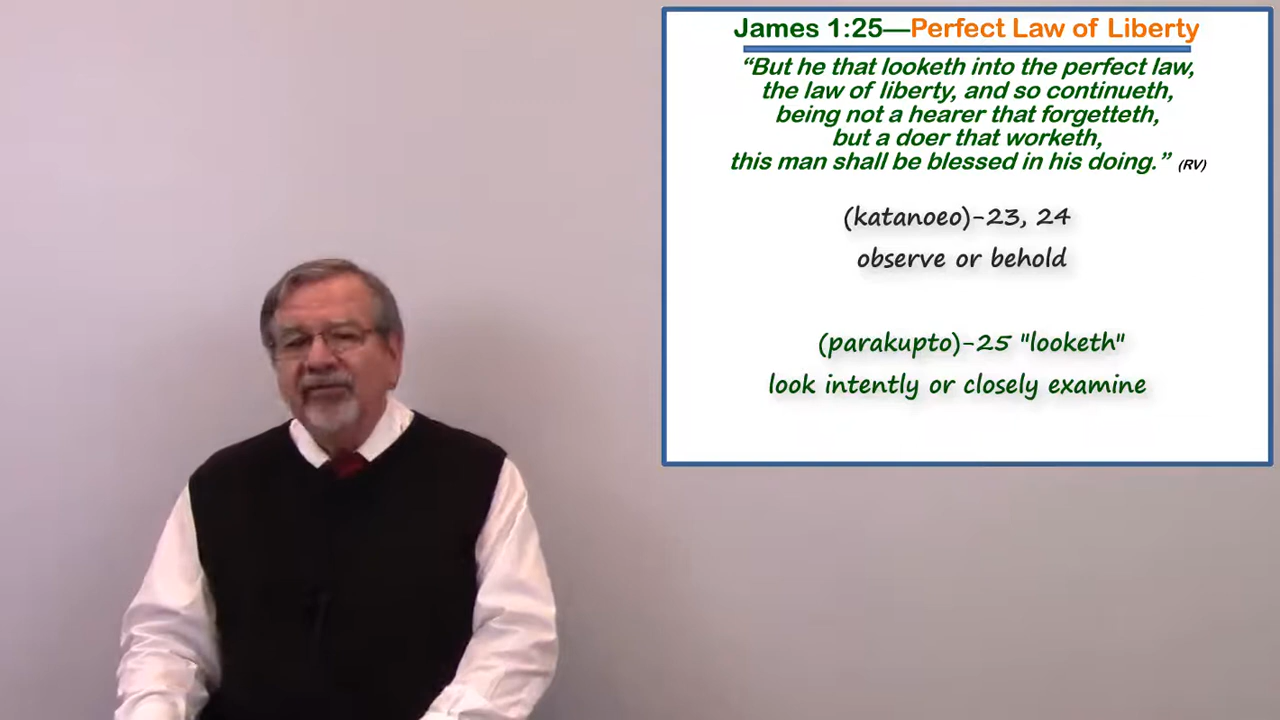 James 1:25—Perfect Law of Liberty
“But he that looketh into the perfect law,
the law of liberty, and so continueth,
being not a hearer that forgetteth,
but a doer that worketh,
this man shall be blessed in his doing.” (RV)
(katanoeo)-23, 24
observe or behold
(parakupto)-25 "looketh"
look intently or closely examine